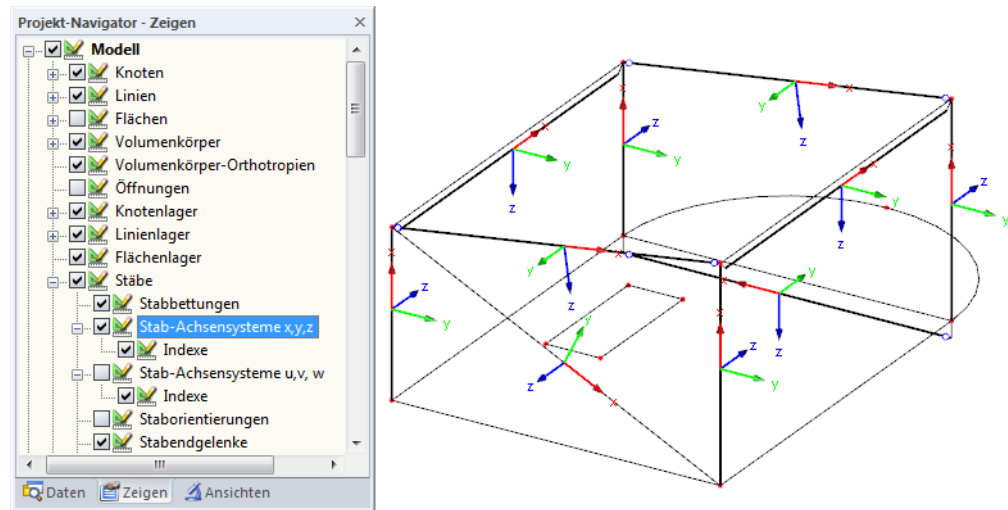 Projekt-Navigator - Zeigen
Modell
Knoten
Linien
Flächen
Volumenkörper
Volumenkörper-Orthotropien
Öffnungen
Knotenlager
Linienlager
Flächenlager
Stäbe
Stabbettungen
Stab-Achsensysteme x,y,z
Indexe
Stab-Achsensysteme u,v, w
Indexe
Staborientierungen
Stabendgelenke
Daten Zeigen Ansichten
x y z
x y z
x y z
x y z
x y z
x y z
x y z
x y z
x y z
x y z